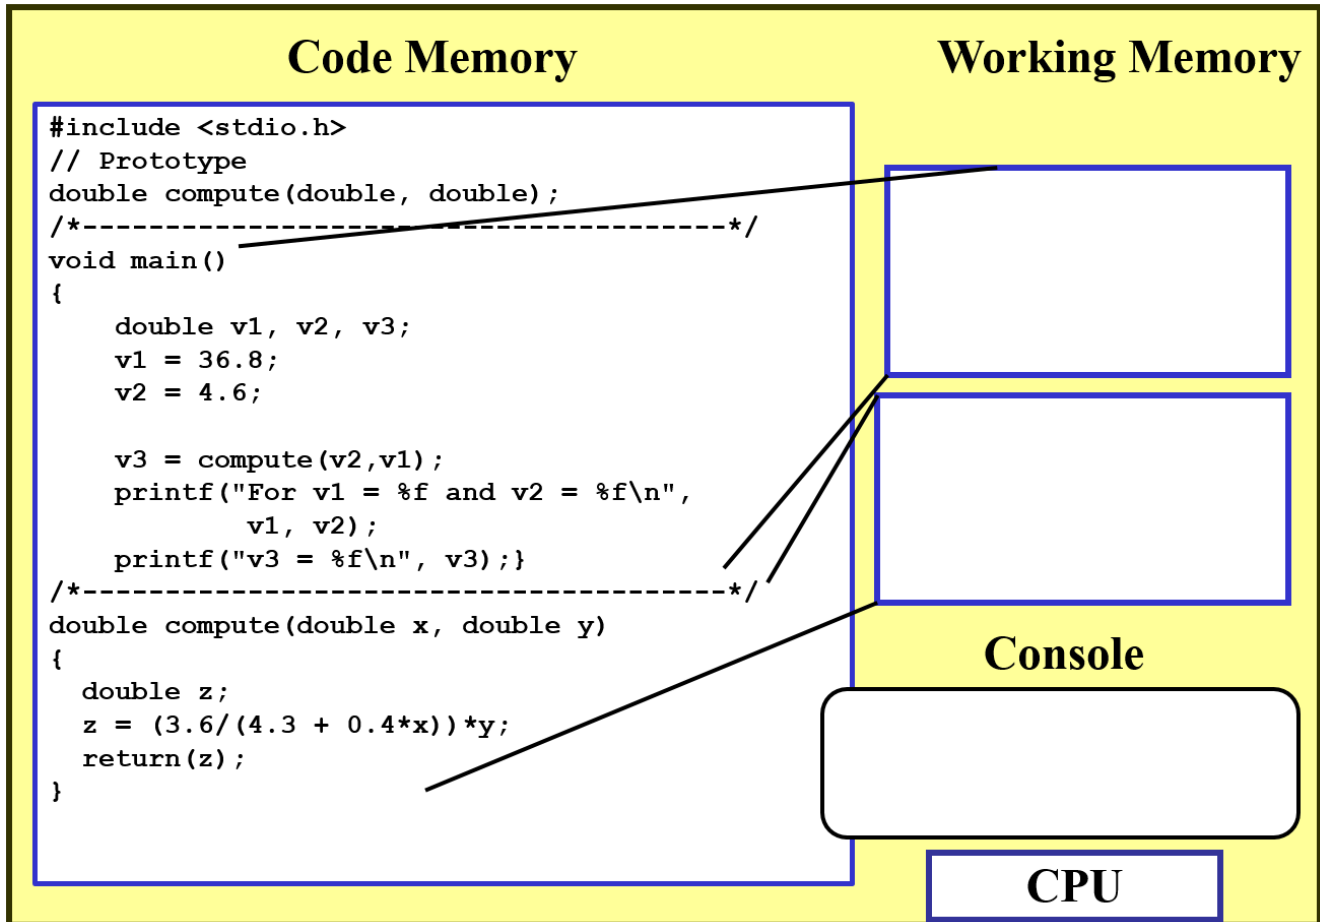 Code Memory
Working Memory
#include <stdio.h>
// Prototype
double compute(double, double);
/*---------------------------------------*/
void main()
{
    double v1, v2, v3;
    v1 = 36.8;
    v2 = 4.6;

    v3 = compute(v2,v1);
    printf("For v1 = %f and v2 = %f\n",
            v1, v2);
    printf("v3 = %f\n", v3);}
/*---------------------------------------*/
double compute(double x, double y)
{
  double z;
  z = (3.6/(4.3 + 0.4*x))*y;
  return(z);
}
Console
CPU